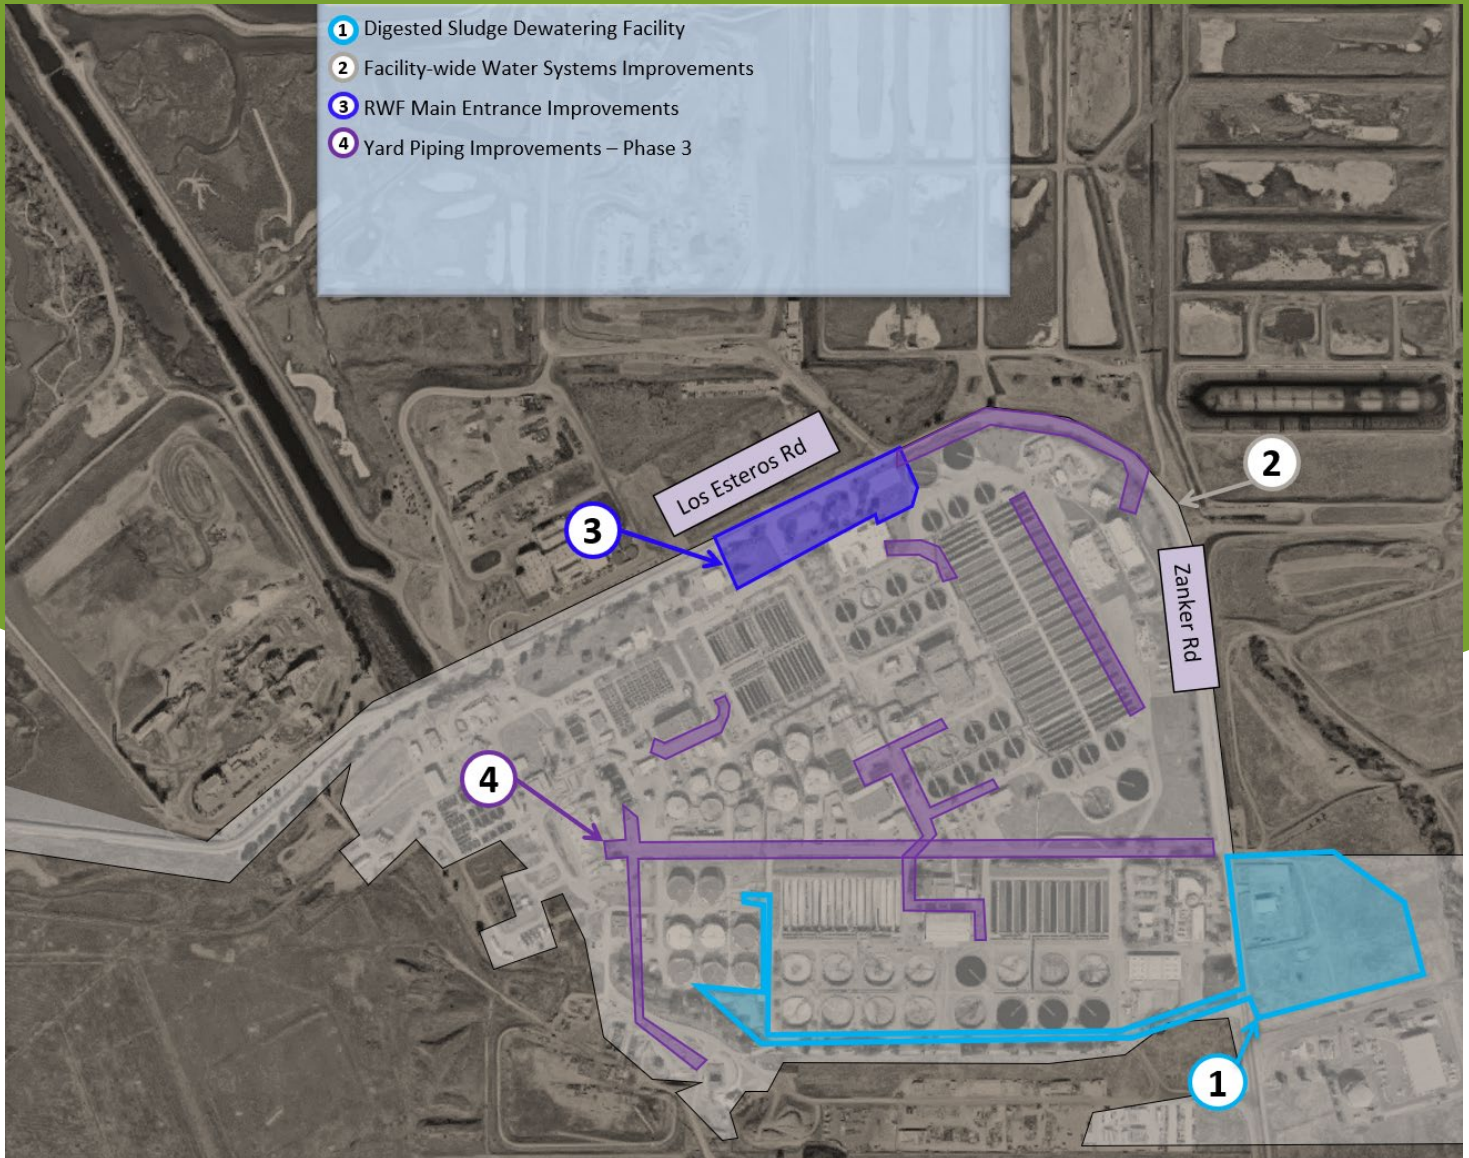 1 Digested Sludge Dewatering Facility
2 Facility-wide Water Systems Improvements
3 RWF Main Entrance Improvements
4 Yard Piping Improvements – Phase 3
Los Esteros Rd
2
3
Zanker Rd
4
1